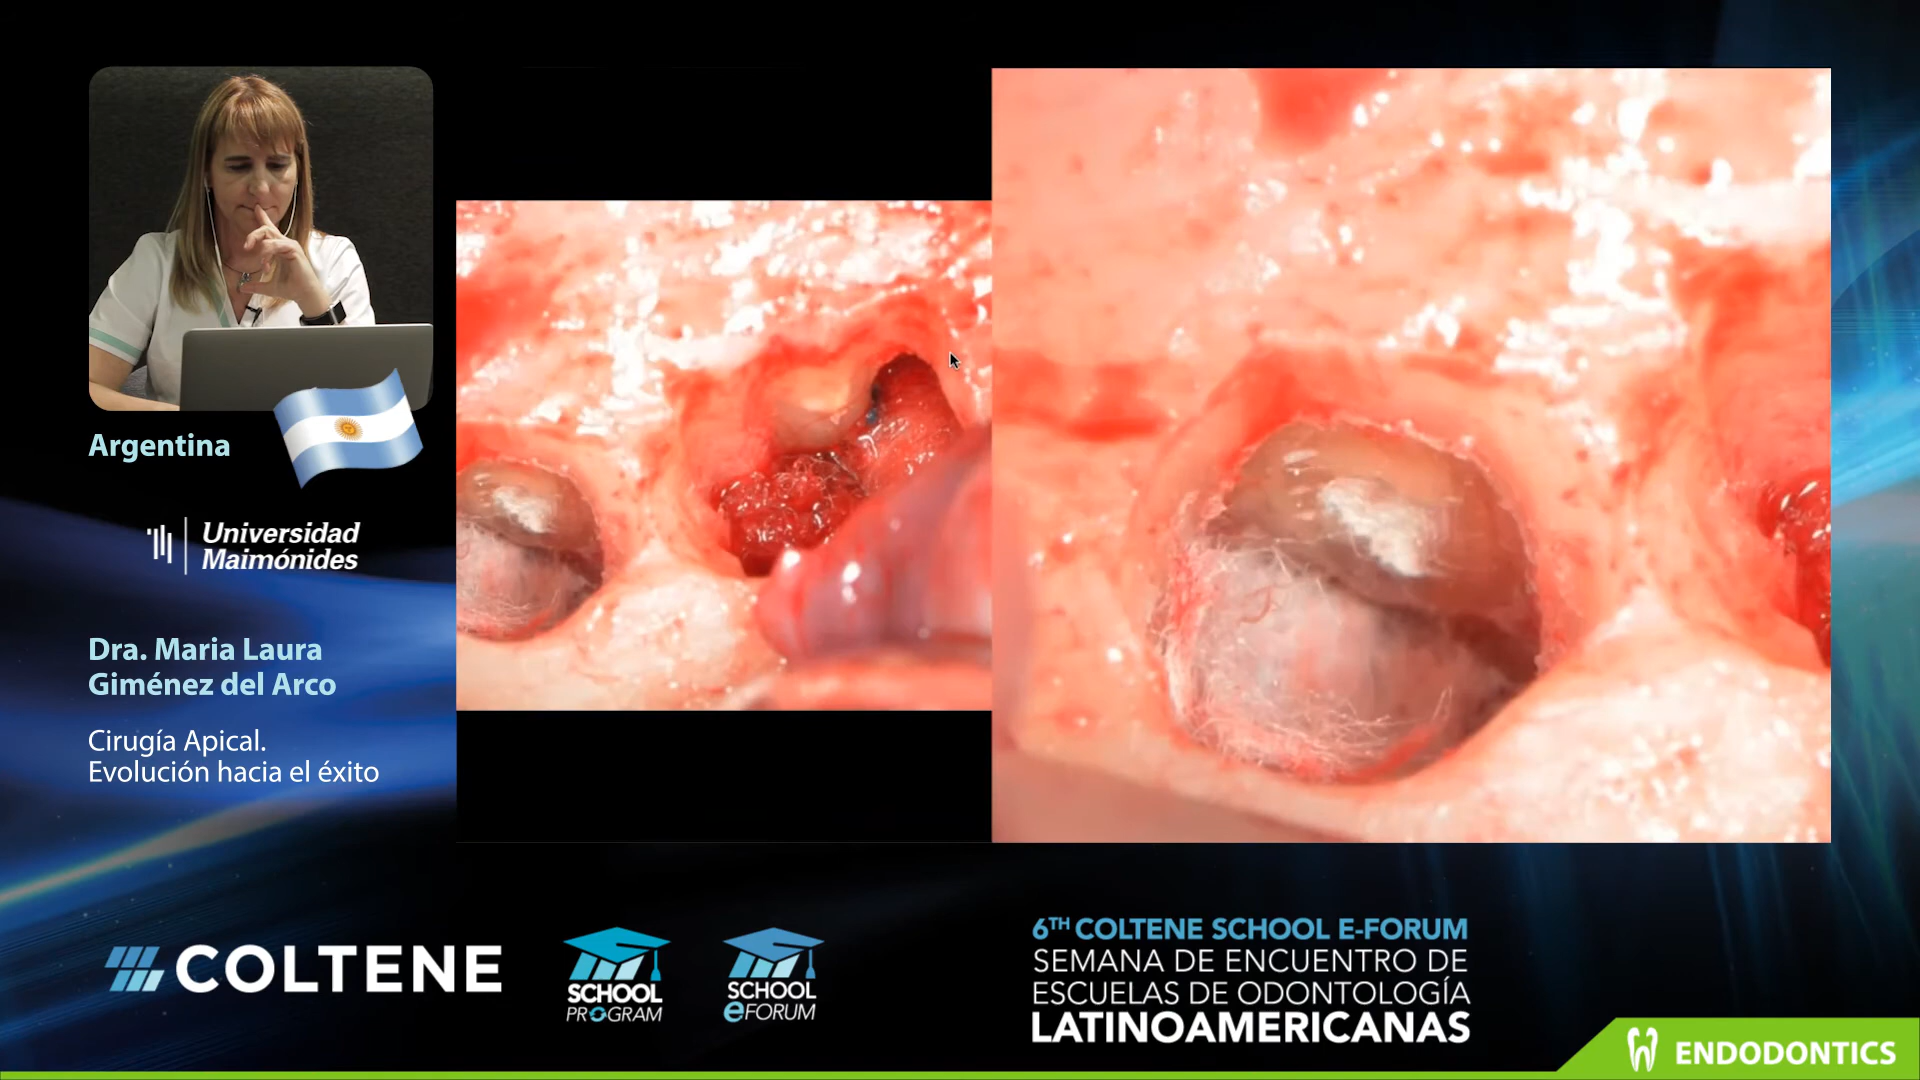 Argentina
Universidad
Maimónides
Dra. Maria Laura
Giménez del Arco
Cirugía Apical.
Evolución hacia el éxito
COLTENE
SCHOOL
PROGRAM
SCHOOL
eFORUM
6TH COLTENE SCHOOL E-FORUM
SEMANA DE ENCUENTRO DE
ESCUELAS DE ODONTOLOGÍA
LATINOAMERICANAS
ENDODONTICS